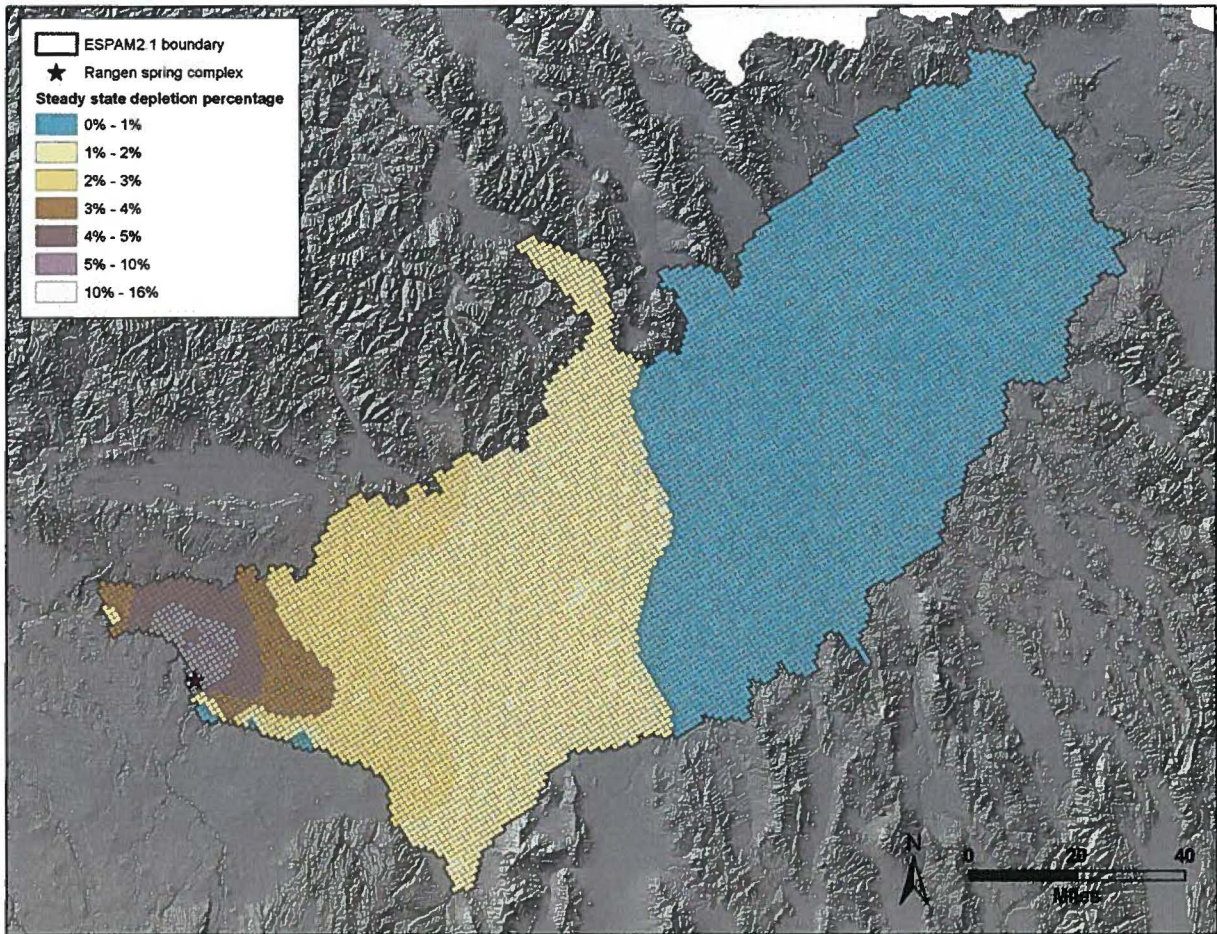 ESPAM2.1 boundary
Rangen spring complex
Steady state depletion percentage
0% - 1%
1% - 2%
2% - 3%
3% - 4%
4% - 5%
5% - 10%
10% - 16%
N
0 20 40
Miles